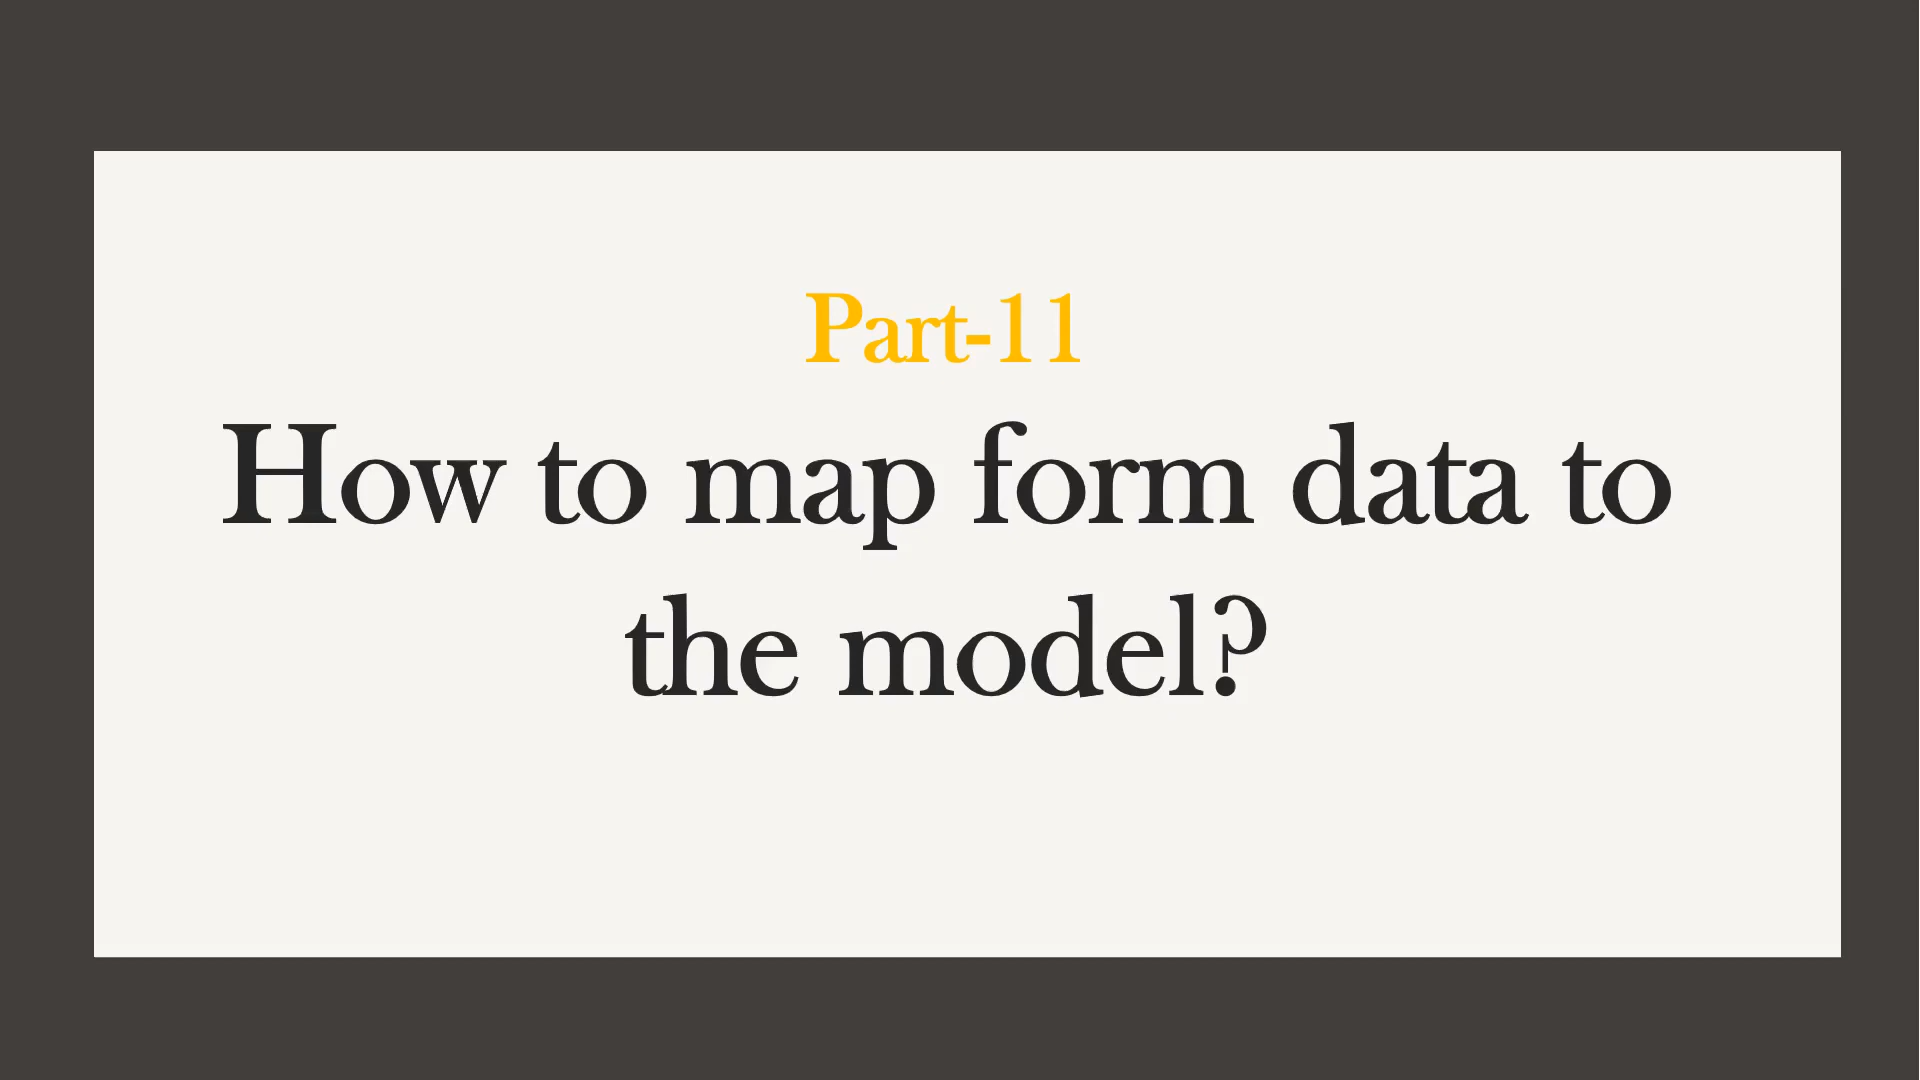 Part-11
How to map form data to
the model?